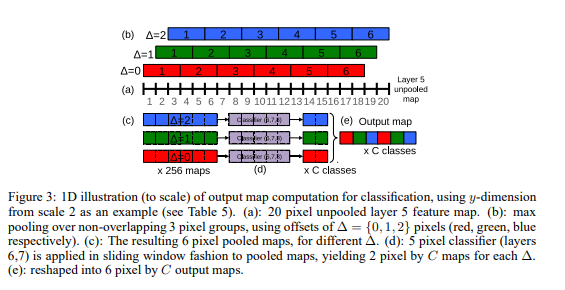 (b) Δ=2 1 2 3 4 5 6
Δ=1 1 2 3 4 5 6
Δ=0 1 2 3 4 5 6
Layer 5
unpooled
map
(a)
1 2 3 4 5 6 7 8 9 10 11 12 13 14 15 16 17 18 19 20
(c) Δ=2 Classifier (5,7,8) (e) Output map
Δ=1 Classifier (5,7,8)
Δ=0 Classifier (5,7,8) x C classes
x 256 maps (d) x C classes
Figure 3: 1D illustration (to scale) of output map computation for classification, using y-dimension
from scale 2 as an example (see Table 5). (a): 20 pixel unpooled layer 5 feature map. (b): max
pooling over non-overlapping 3 pixel groups, using offsets of Δ = {0, 1, 2} pixels (red, green, blue
respectively). (c): The resulting 6 pixel pooled maps, for different Δ. (d): 5 pixel classifier (layers
6,7) is applied in sliding window fashion to pooled maps, yielding 2 pixel by C maps for each Δ.
(e): reshaped into 6 pixel by C output maps.